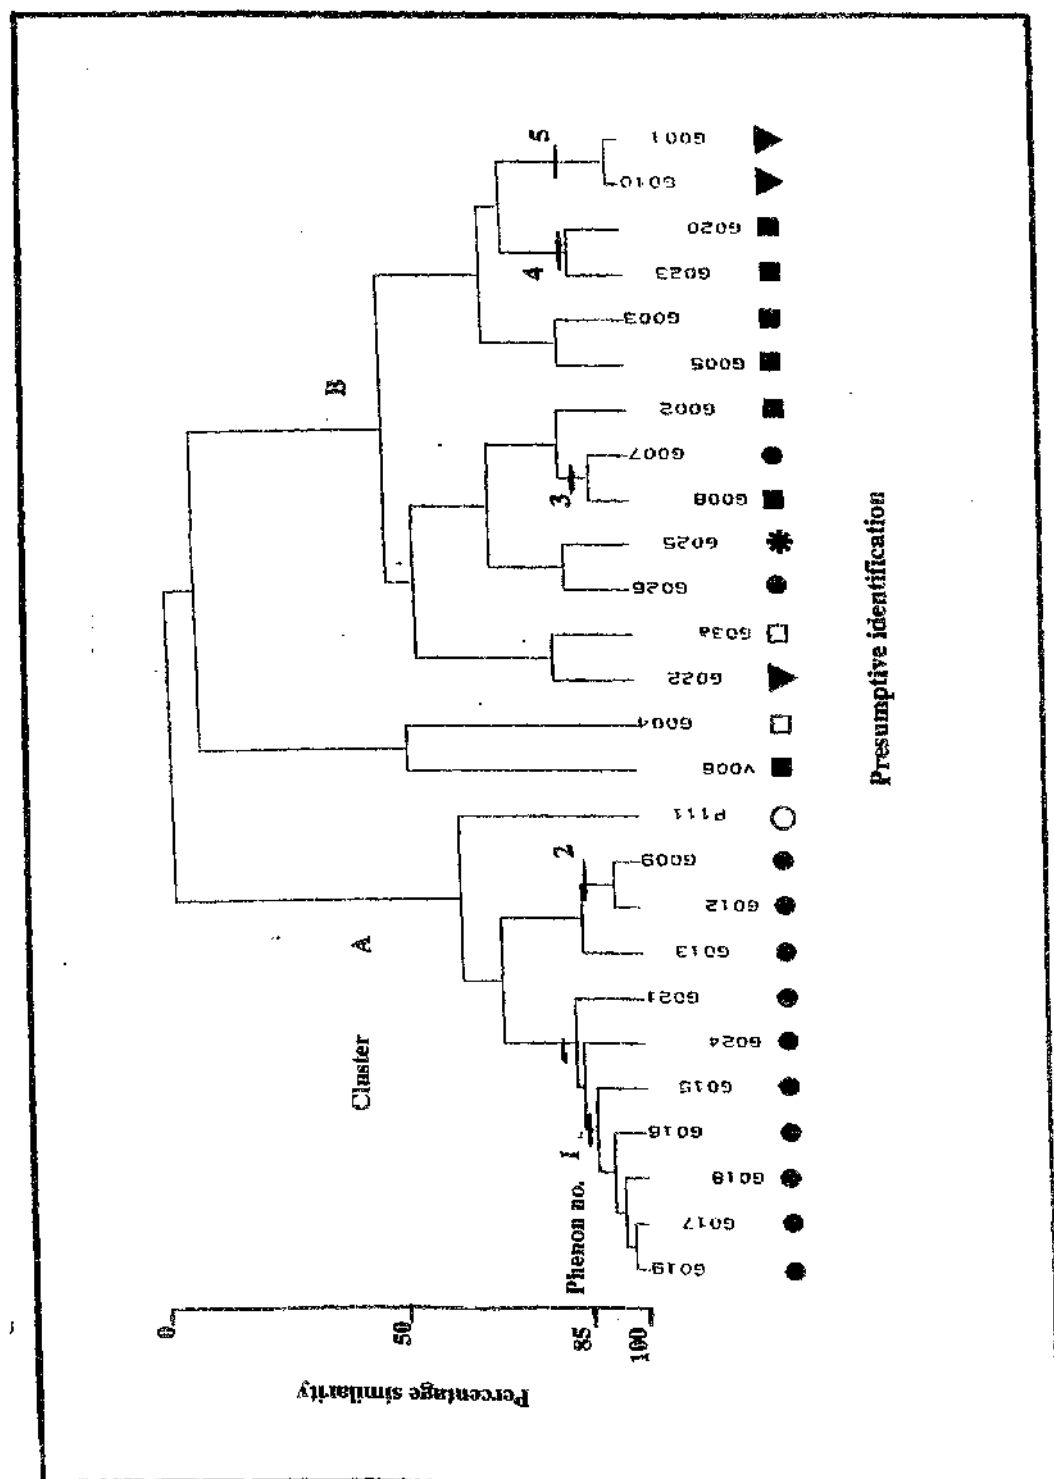 G001
G010
G020
G023
G003
G005
G002
G007
G008
G025
G026
G03a
G022
G004
V008
P111
G009
G012
G013
G021
G024
G015
G016
G018
G017
G019
5
4
B
3
2
A
Cluster
1
Phenon no.
Presumptive identification
0
50
85
100
Percentage similarity